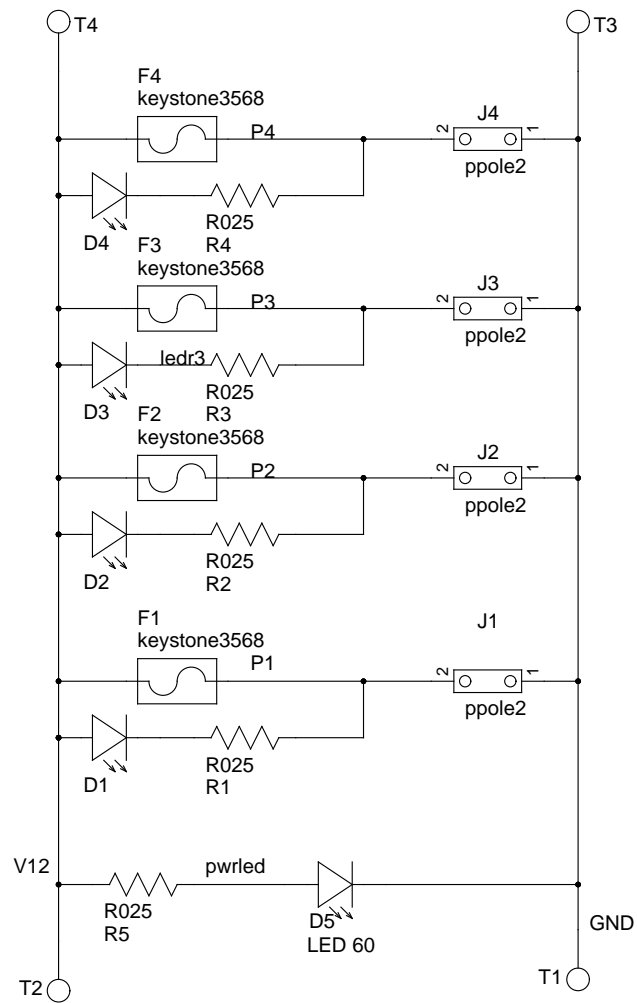 T4
T3
F4
keystone3568
P4
2
J4
1
ppole2
D4
R025
R4
F3
keystone3568
P3
2
J3
1
ppole2
ledr3
D3
R025
R3
F2
keystone3568
P2
2
J2
1
ppole2
D2
R025
R2
F1
keystone3568
P1
J1
2
1
ppole2
D1
R025
R1
V12
pwrled
R025
R5
D5
LED 60
GND
T2
T1